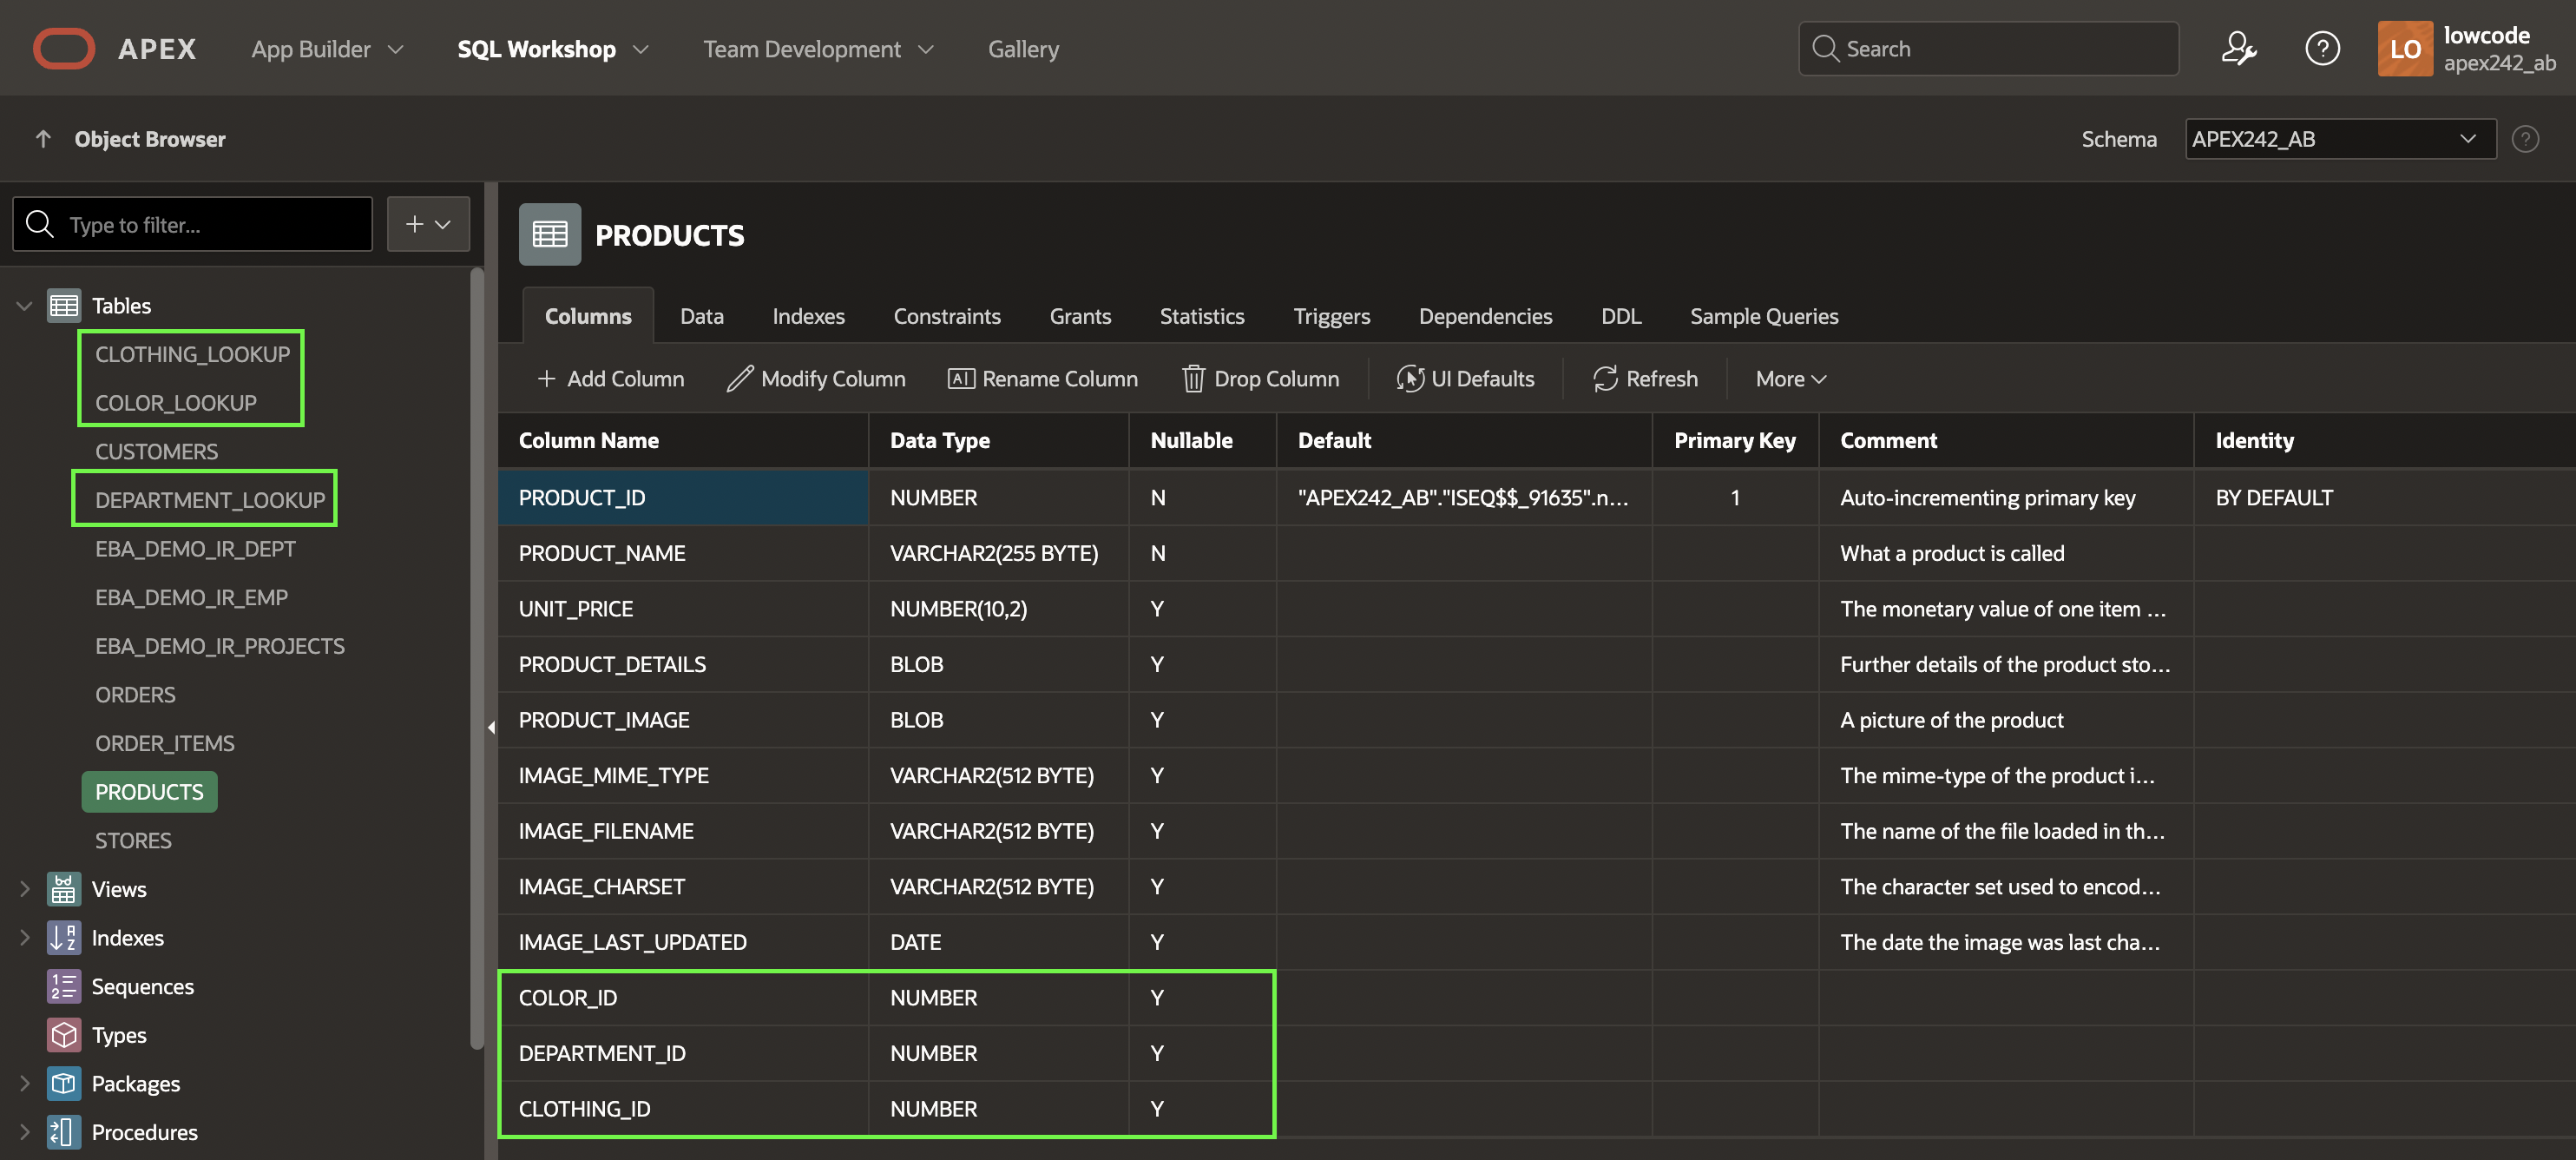 APEX App Builder SQL Workshop Team Development Gallery Search LO lowcode
apex242_ab
Object Browser Schema APEX242_AB
Type to filter...
Tables
CLOTHING_LOOKUP
COLOR_LOOKUP
CUSTOMERS
DEPARTMENT_LOOKUP
EBA_DEMO_IR_DEPT
EBA_DEMO_IR_EMP
EBA_DEMO_IR_PROJECTS
ORDERS
ORDER_ITEMS
PRODUCTS
STORES
Views
Indexes
Sequences
Types
Packages
Procedures
PRODUCTS
Columns Data Indexes Constraints Grants Statistics Triggers Dependencies DDL Sample Queries
Add Column Modify Column Rename Column Drop Column UI Defaults Refresh More
Column Name Data Type Nullable Default Primary Key Comment Identity
PRODUCT_ID NUMBER N "APEX242_AB"."ISEQ$$_91635".n... 1 Auto-incrementing primary key BY DEFAULT
PRODUCT_NAME VARCHAR2(255 BYTE) N What a product is called
UNIT_PRICE NUMBER(10,2) Y The monetary value of one item ...
PRODUCT_DETAILS BLOB Y Further details of the product sto...
PRODUCT_IMAGE BLOB Y A picture of the product
IMAGE_MIME_TYPE VARCHAR2(512 BYTE) Y The mime-type of the product i...
IMAGE_FILENAME VARCHAR2(512 BYTE) Y The name of the file loaded in th...
IMAGE_CHARSET VARCHAR2(512 BYTE) Y The character set used to encod...
IMAGE_LAST_UPDATED DATE Y The date the image was last cha...
COLOR_ID NUMBER Y
DEPARTMENT_ID NUMBER Y
CLOTHING_ID NUMBER Y